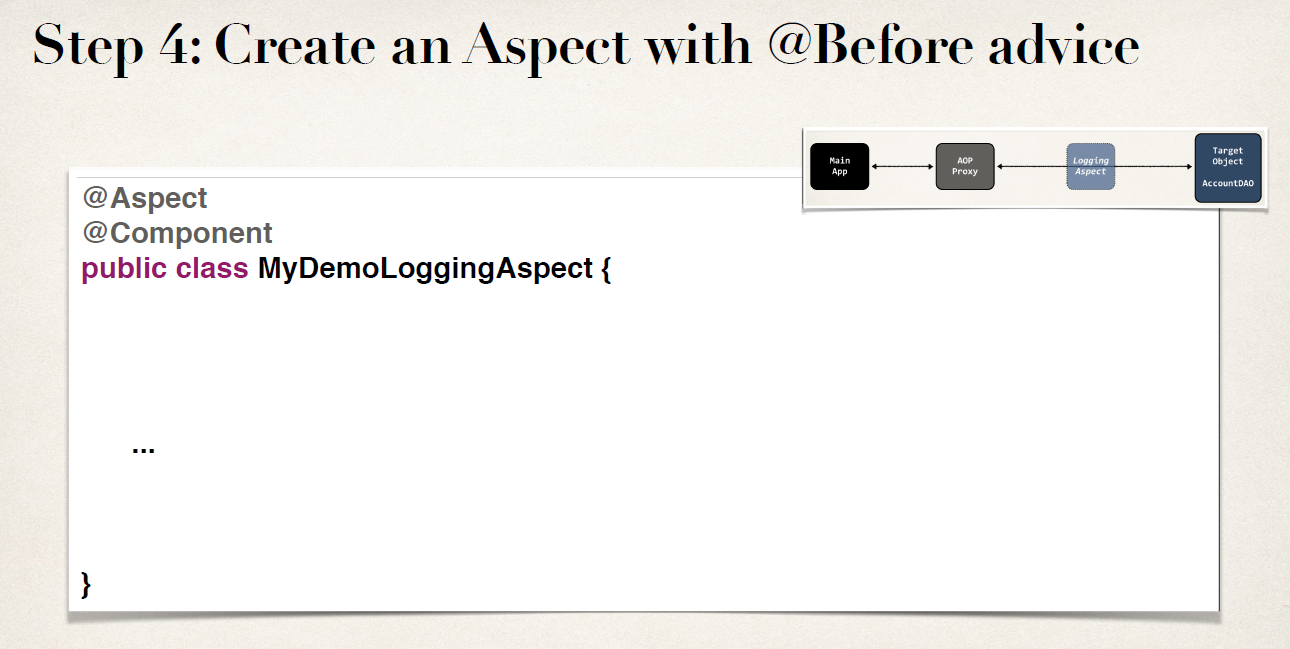 Step 4: Create an Aspect with @Before advice
Main
App
AOP
Proxy
Logging
Aspect
Target
Object
AccountDAO
@Aspect
@Component
public class MyDemoLoggingAspect {
...
}